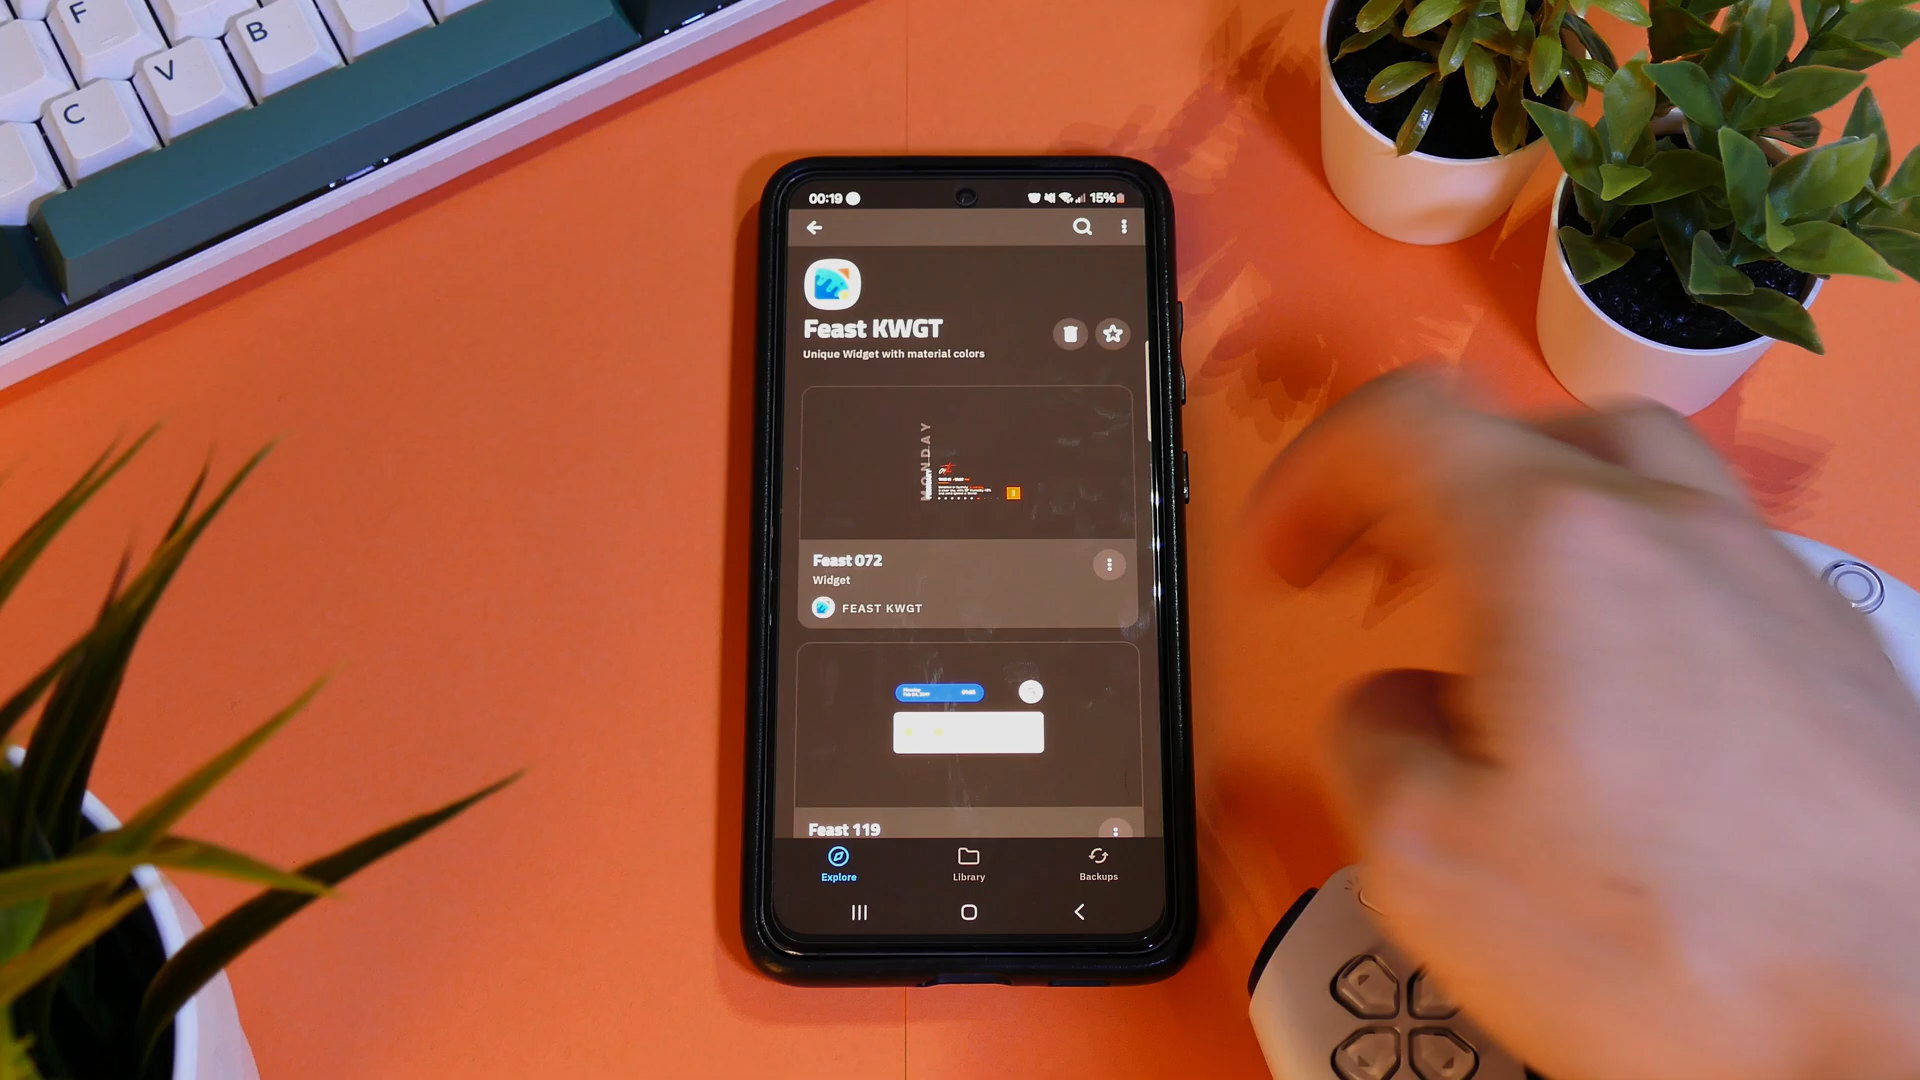 F
B
V
C
00:19
15%
Feast KWGT
Unique Widget with material colors
MONDAY
Feast 072
Widget
FEAST KWGT
Feast 119
Explore
Library
Backups